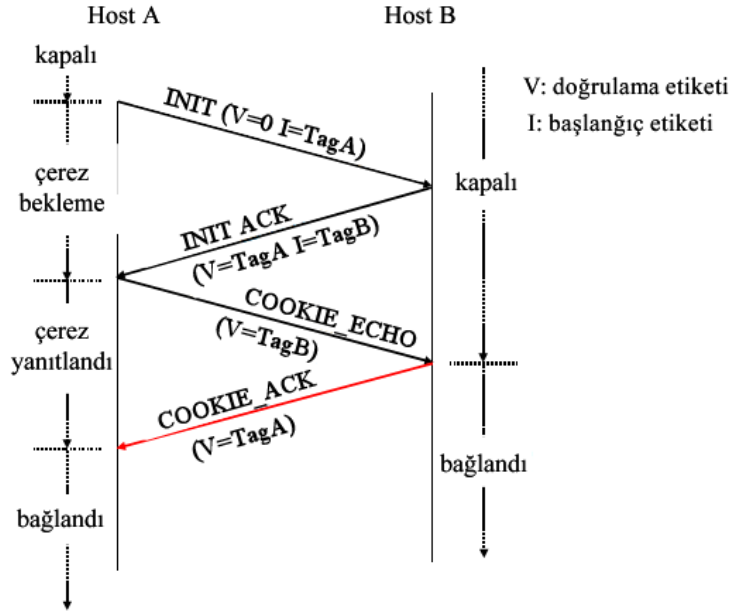 Host A
Host B
kapalı
V: doğrulama etiketi
I: başlanğıç etiketi
INIT (V=0 I=TagA)
çerez
bekleme
kapalı
INIT ACK
(V=TagA I=TagB)
COOKIE_ECHO
(V=TagB)
çerez
yanıtlandı
COOKIE_ACK
(V=TagA)
bağlandı
bağlandı